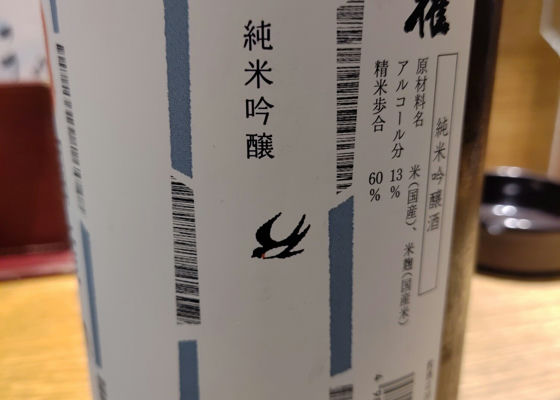 純米吟醸酒
原材料名 米(国産)、米麹(国産米)
アルコール分 13%
精米歩合 60%
純米吟醸